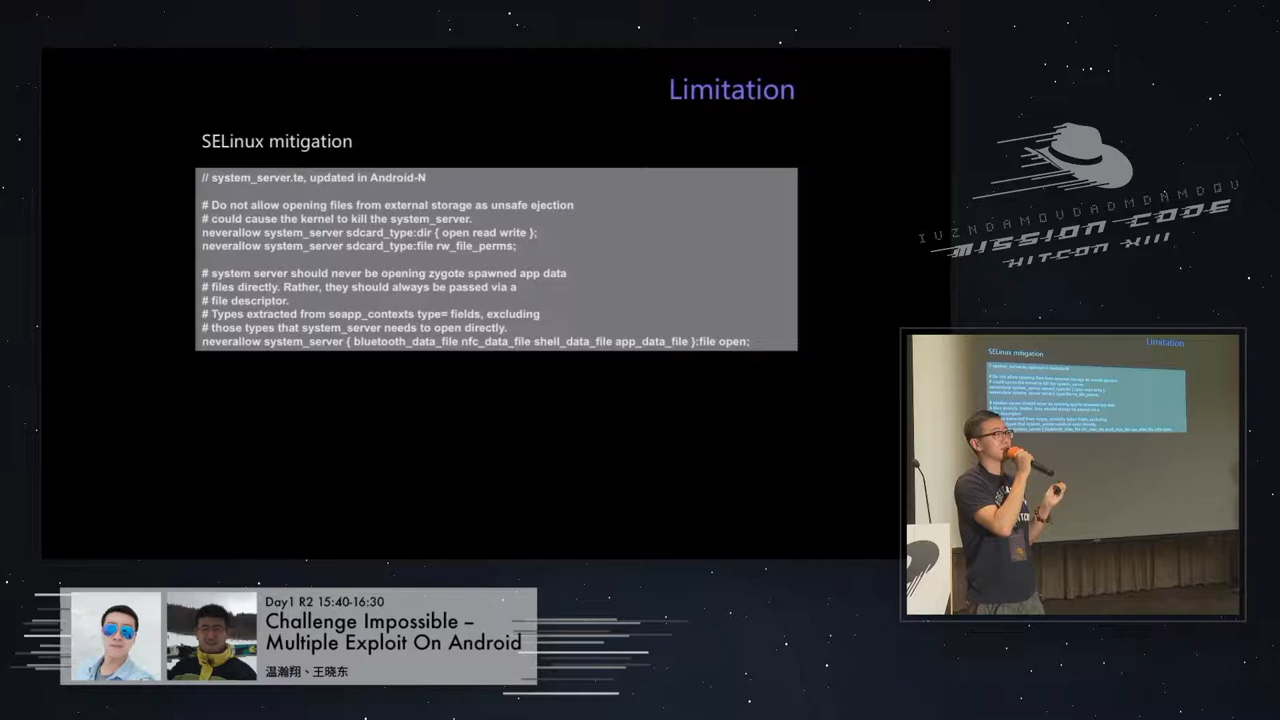 Limitation
SELinux mitigation
// system_server.te, updated in Android-N
# Do not allow opening files from external storage as unsafe ejection
# could cause the kernel to kill the system_server.
neverallow system_server sdcard_type:dir { open read write };
neverallow system_server sdcard_type:file rw_file_perms;
# system server should never be opening zygote spawned app data
# files directly. Rather, they should always be passed via a
# file descriptor.
# Types extracted from seapp_contexts type= fields, excluding
# those types that system_server needs to open directly.
neverallow system_server { bluetooth_data_file nfc_data_file shell_data_file app_data_file }:file open;
IUZNDAMOUDADMDNMDQU
MISSION CODE
HITCON XIII
Limitation
SELinux mitigation
Day1 R2 15:40-16:30
Challenge Impossible –
Multiple Exploit On Android
温瀚翔、王晓东